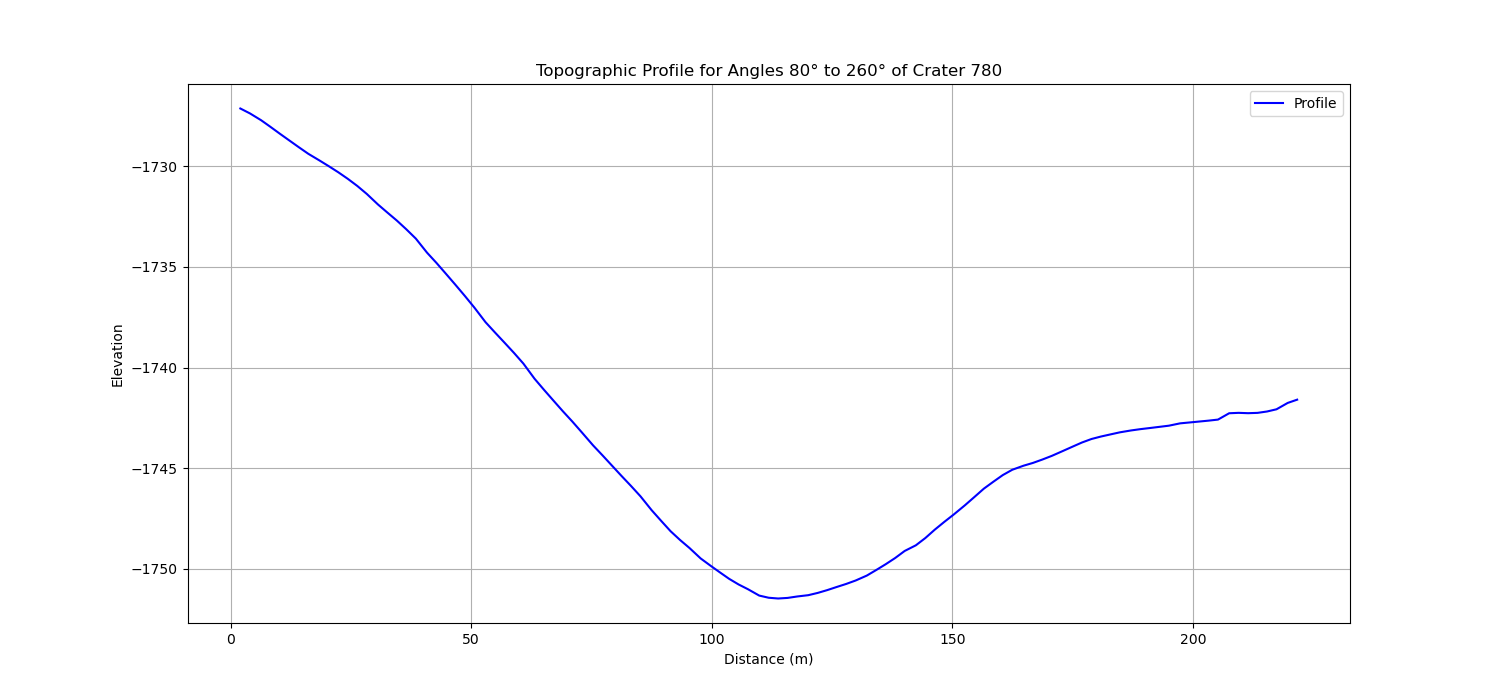 Topographic Profile for Angles 80° to 260° of Crater 780
Profile
−1730
−1735
−1740
−1745
−1750
Elevation
0 50 100 150 200
Distance (m)